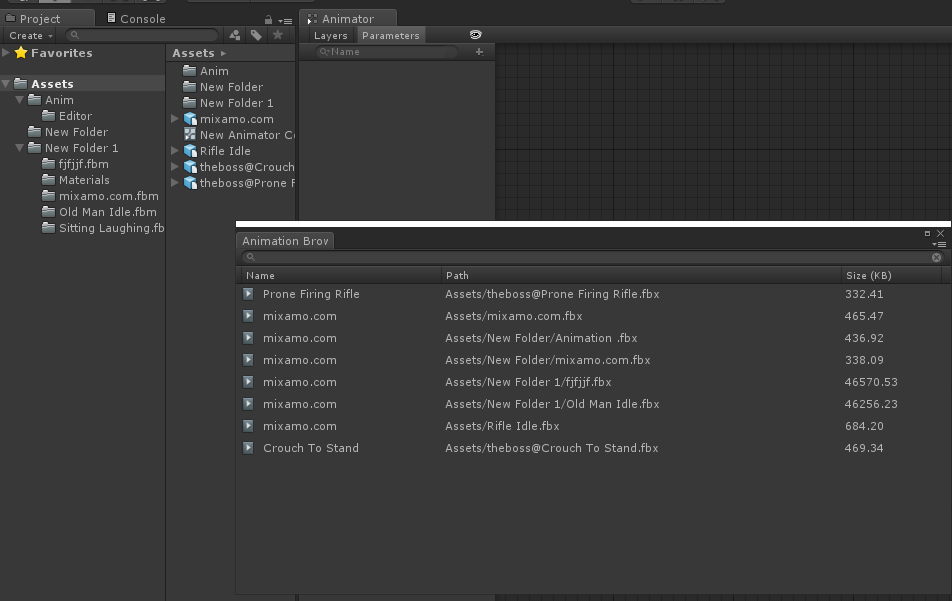 Project
Console
Create
Favorites
Assets
Anim
Editor
New Folder
New Folder 1
fjfjjf.fbm
Materials
mixamo.com.fbm
Old Man Idle.fbm
Sitting Laughing.fb
Assets
Anim
New Folder
New Folder 1
mixamo.com
New Animator Co
Rifle Idle
theboss@Crouch
theboss@Prone F
Animator
Layers Parameters
Name
Animation Brov
Name Path Size (KB)
Prone Firing Rifle Assets/theboss@Prone Firing Rifle.fbx 332.41
mixamo.com Assets/mixamo.com.fbx 465.47
mixamo.com Assets/New Folder/Animation .fbx 436.92
mixamo.com Assets/New Folder/mixamo.com.fbx 338.09
mixamo.com Assets/New Folder 1/fjfjjf.fbx 46570.53
mixamo.com Assets/New Folder 1/Old Man Idle.fbx 46256.23
mixamo.com Assets/Rifle Idle.fbx 684.20
Crouch To Stand Assets/theboss@Crouch To Stand.fbx 469.34